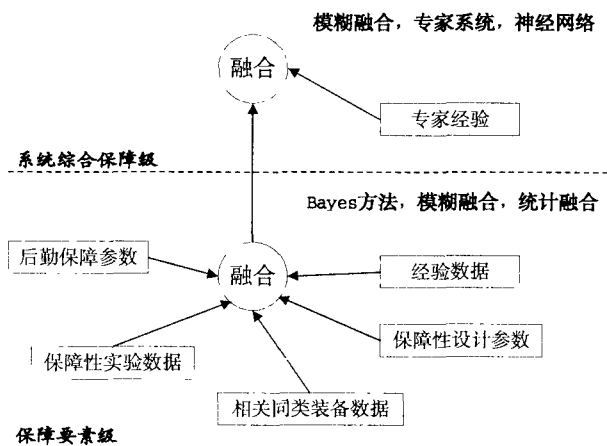 模糊融合，专家系统，神经网络
融合
专家经验
系统综合保障级
Bayes方法，模糊融合，统计融合
后勤保障参数
融合
经验数据
保障性实验数据
保障性设计参数
相关同类装备数据
保障要素级